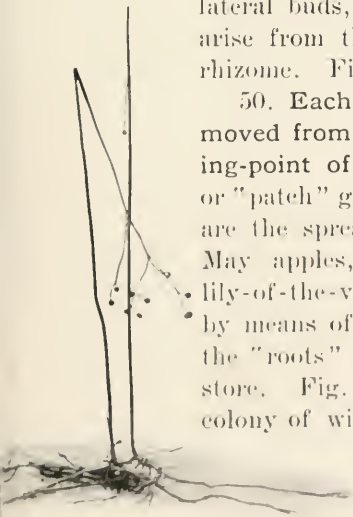 lateral buds,
arise from t
rhizome. Fi
50. Each
moved from
ing-point of
or "patch" g
are the sprea
May apples,
lily-of-the-v
by means of
the "roots"
store. Fig.
colony of wi